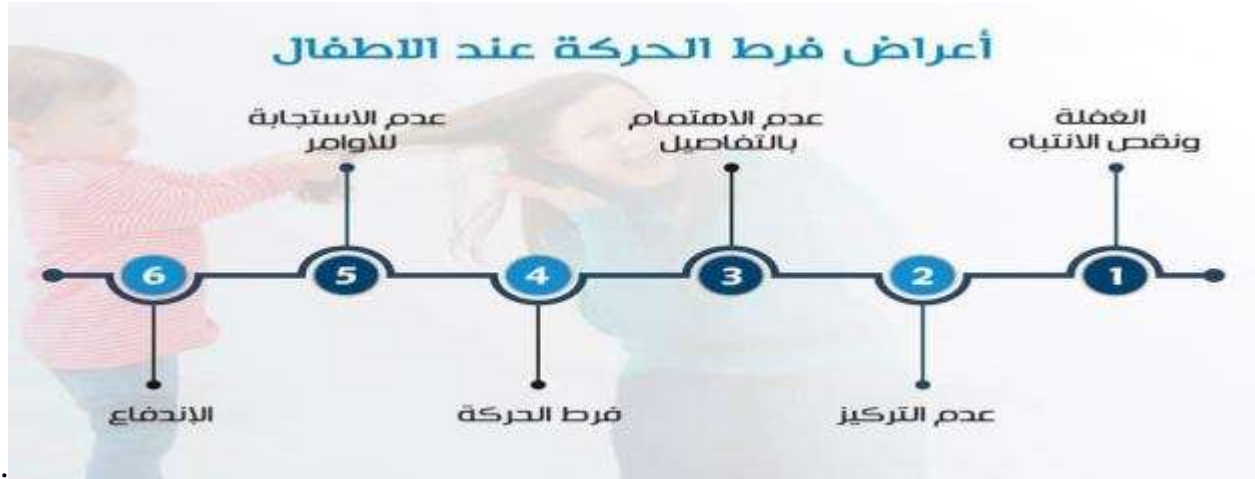 أعراض فرط الحركة عند الاطفال
الغفلة
ونقص الانتباه
عدم الاهتمام
بالتفاصيل
عدم الاستجابة
للاوامر
1
2
3
4
5
6
عدم التركيز
فرط الحركة
الإندفاع